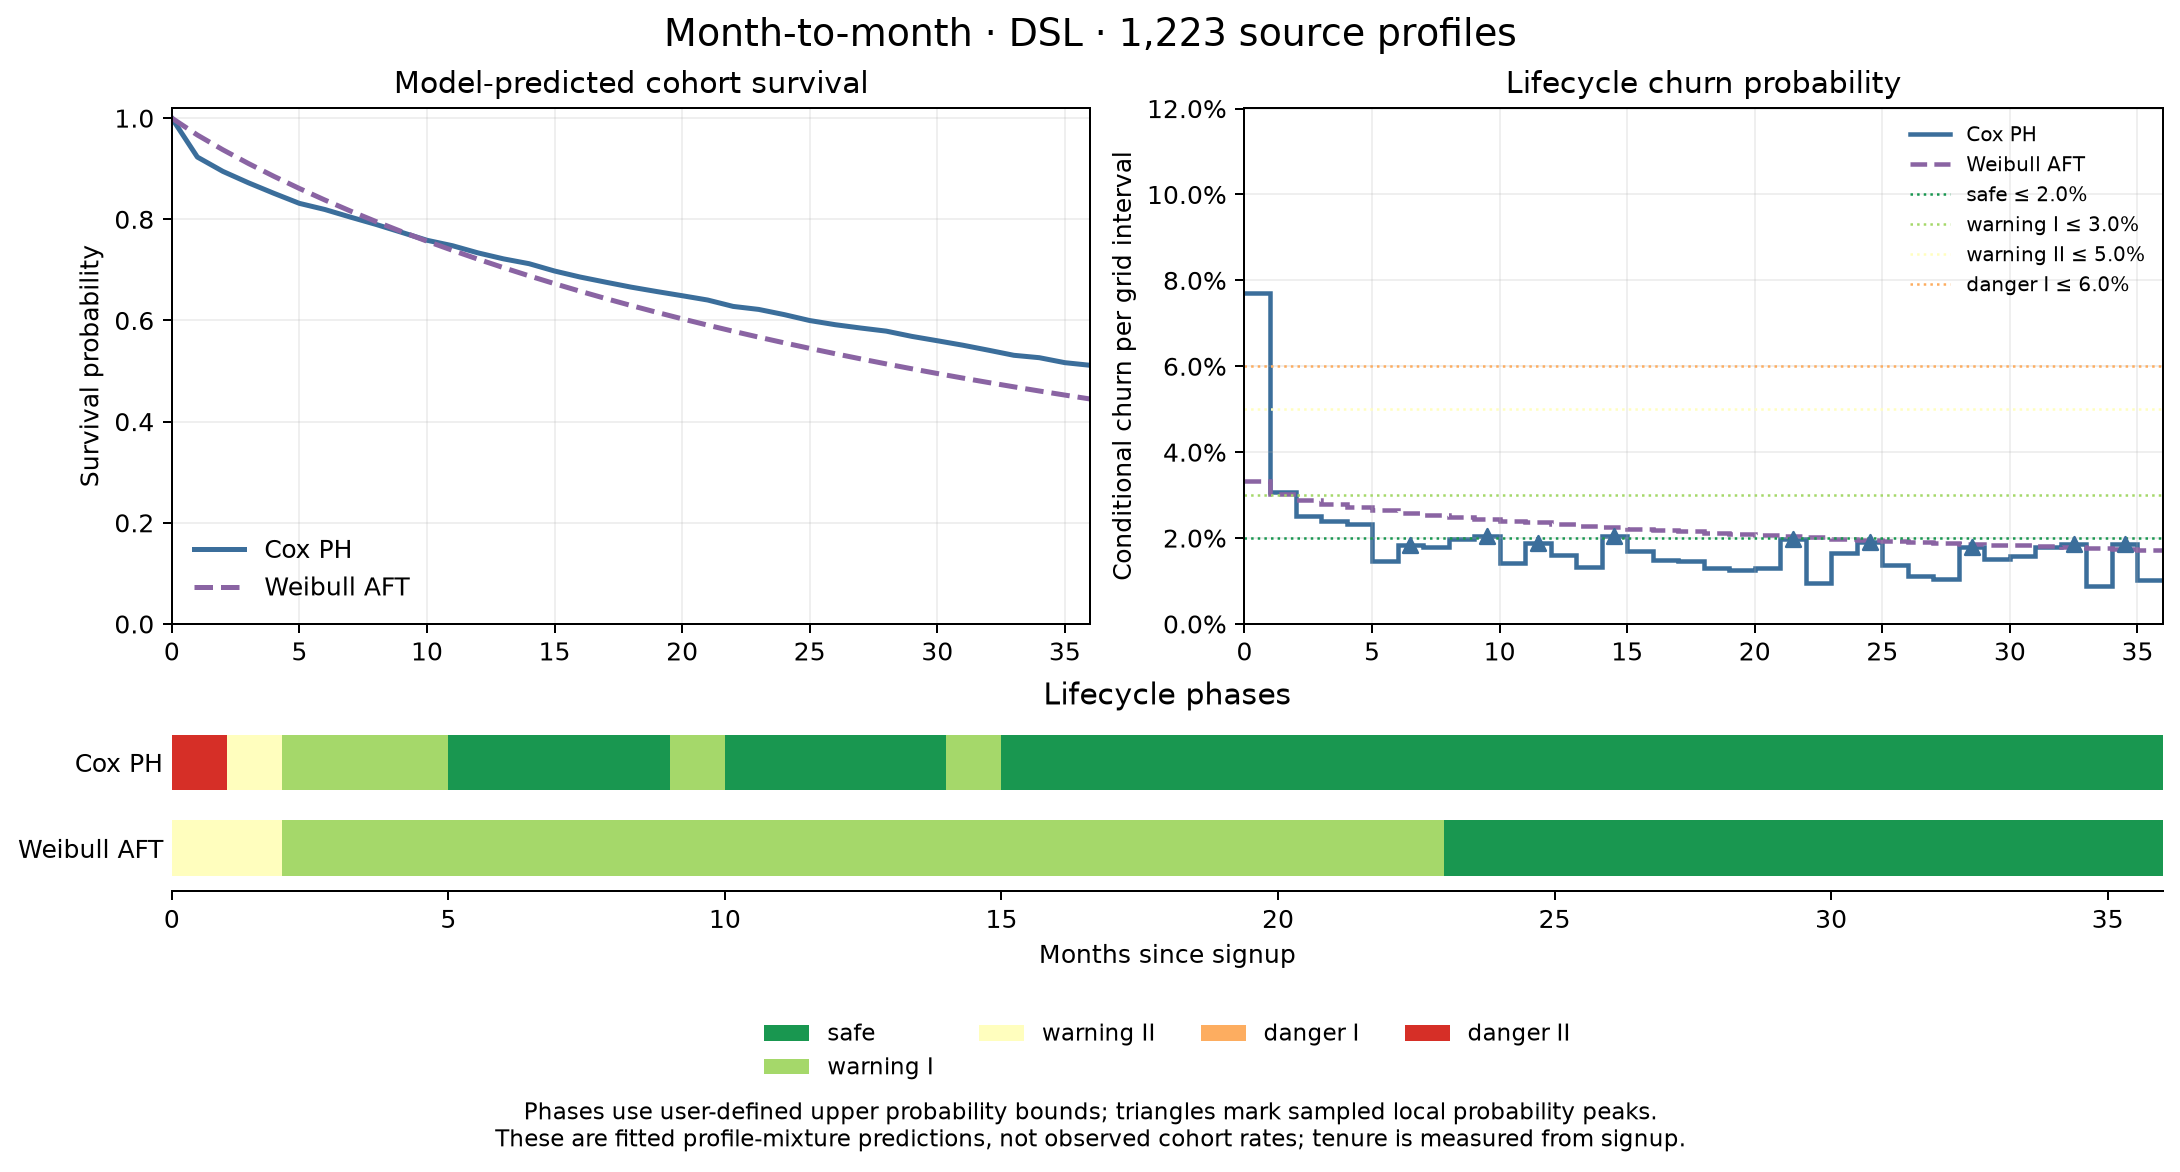 Month-to-month · DSL · 1,223 source profiles
Model-predicted cohort survival
Survival probability
1.0
0.8
0.6
0.4
0.2
0.0
0 5 10 15 20 25 30 35
Cox PH
Weibull AFT
Lifecycle churn probability
Conditional churn per grid interval
12.0%
10.0%
8.0%
6.0%
4.0%
2.0%
0.0%
0 5 10 15 20 25 30 35
Cox PH
Weibull AFT
safe ≤ 2.0%
warning I ≤ 3.0%
warning II ≤ 5.0%
danger I ≤ 6.0%
Lifecycle phases
Cox PH
Weibull AFT
0 5 10 15 20 25 30 35
Months since signup
safe warning II danger I danger II
warning I
Phases use user-defined upper probability bounds; triangles mark sampled local probability peaks.
These are fitted profile-mixture predictions, not observed cohort rates; tenure is measured from signup.